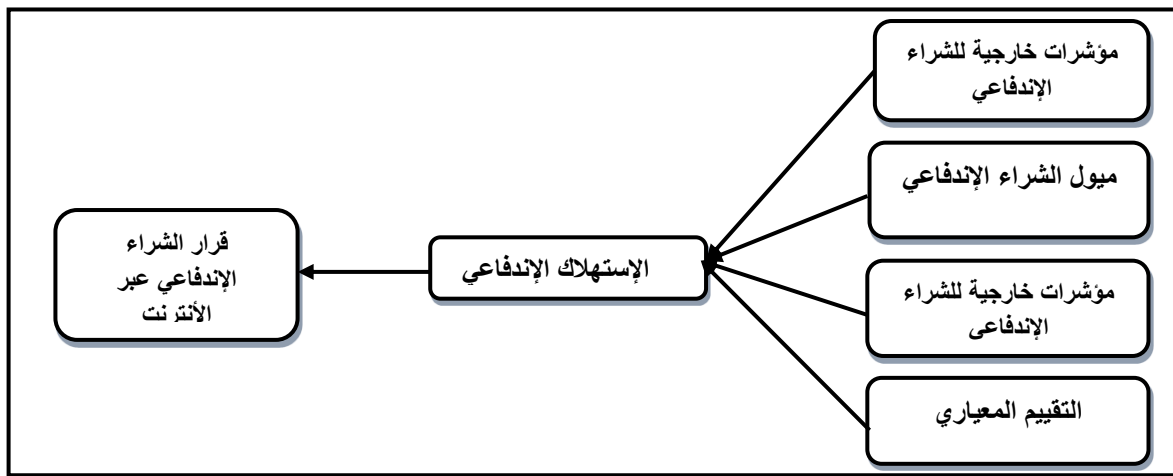 مؤشرات خارجية للشراء
الإندفاعي
ميول الشراء الإندفاعي
مؤشرات خارجية للشراء
الإندفاعي
التقييم المعياري
الإستهلاك الإندفاعي
قرار الشراء
الإندفاعي عبر
الأنترنت